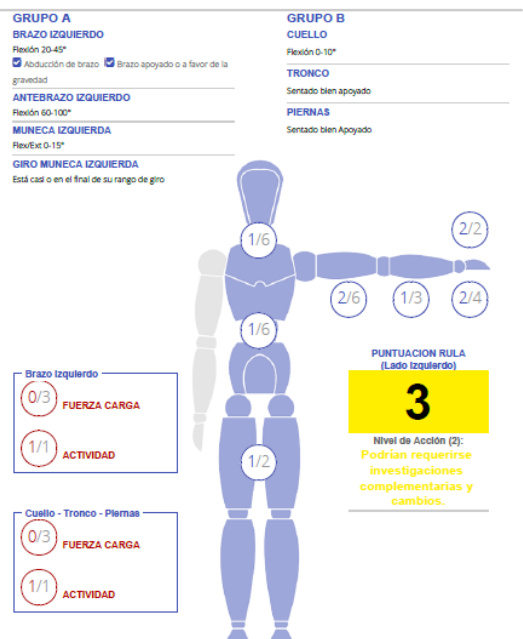 GRUPO A
BRAZO IZQUIERDO
Flexión 20-45°
Abducción de brazo Brazo apoyado o a favor de la
gravedad
ANTEBRAZO IZQUIERDO
Flexión 60-100°
MUNECA IZQUIERDA
Flex/Ext 0-15°
GIRO MUNECA IZQUIERDA
Está casi o en el final de su rango de giro
GRUPO B
CUELLO
Flexión 0-10°
TRONCO
Sentado bien apoyado
PIERNAS
Sentado bien Apoyado
1/6
2/2
2/6
1/3
2/4
1/6
1/2
PUNTUACION RULA
(Lado Izquierdo)
3
Nivel de Acción (2):
Podrían requerirse
investigaciones
complementarias y
cambios.
Brazo Izquierdo
0/3 FUERZA CARGA
1/1 ACTIVIDAD
Cuello - Tronco - Piernas
0/3 FUERZA CARGA
1/1 ACTIVIDAD